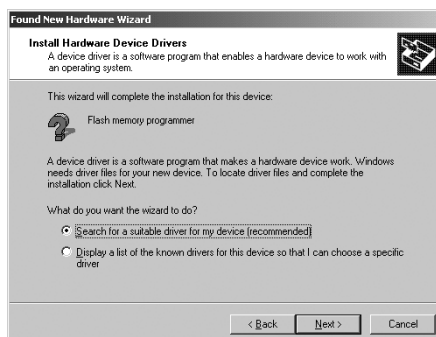 Found New Hardware Wizard
Install Hardware Device Drivers
A device driver is a software program that enables a hardware device to work with
an operating system.
This wizard will complete the installation for this device:
Flash memory programmer
A device driver is a software program that makes a hardware device work. Windows
needs driver files for your new device. To locate driver files and complete the
installation click Next.
What do you want the wizard to do?
Search for a suitable driver for my device (recommended)
Display a list of the known drivers for this device so that I can choose a specific
driver
< Back
Next >
Cancel